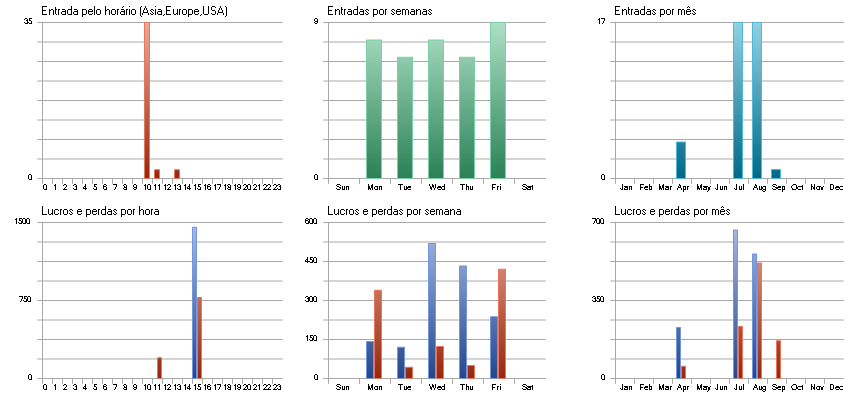 Entrada pelo horário (Asia,Europe,USA)
35
0
0 1 2 3 4 5 6 7 8 9 10 11 12 13 14 15 16 17 18 19 20 21 22 23
Entradas por semanas
9
0
Sun Mon Tue Wed Thu Fri Sat
Entradas por mês
17
0
Jan Feb Mar Apr May Jun Jul Aug Sep Oct Nov Dec
Lucros e perdas por hora
1500
750
0
0 1 2 3 4 5 6 7 8 9 10 11 12 13 14 15 16 17 18 19 20 21 22 23
Lucros e perdas por semana
600
450
300
150
0
Sun Mon Tue Wed Thu Fri Sat
Lucros e perdas por mês
700
350
0
Jan Feb Mar Apr May Jun Jul Aug Sep Oct Nov Dec